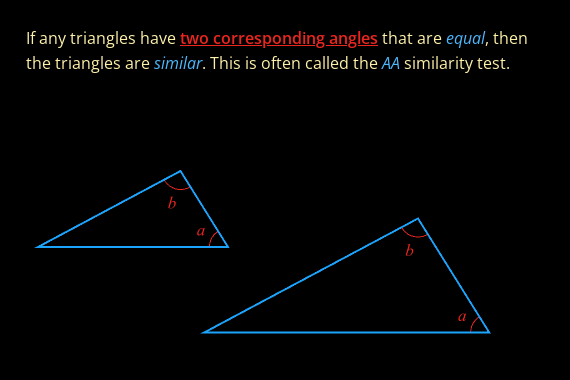 If any triangles have two corresponding angles that are equal, then
the triangles are similar. This is often called the AA similarity test.
b
a
b
a